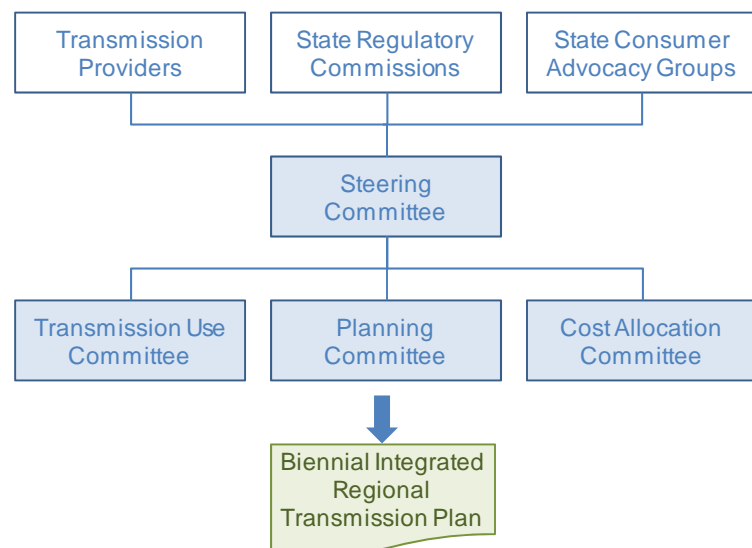 Transmission
Providers
State Regulatory
Commissions
State Consumer
Advocacy Groups
Steering
Committee
Transmission Use
Committee
Planning
Committee
Cost Allocation
Committee
Biennial Integrated
Regional
Transmission Plan